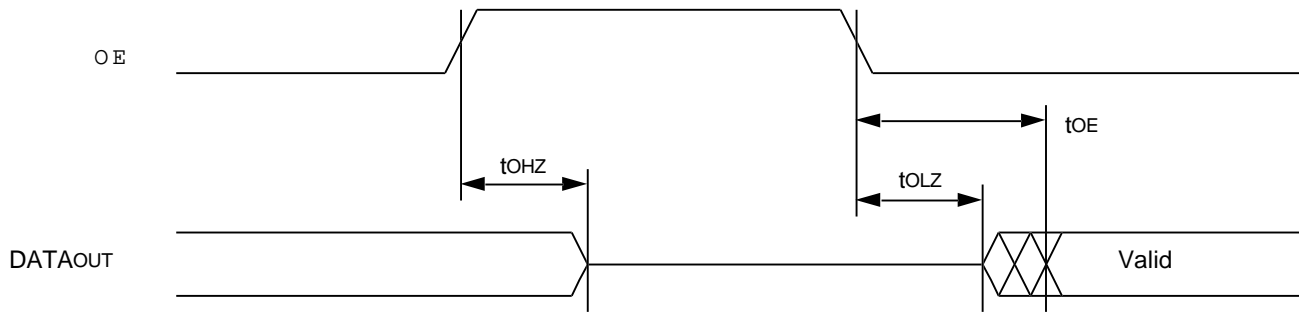 OE
tOE
tOHZ
tOLZ
DATAOUT
Valid